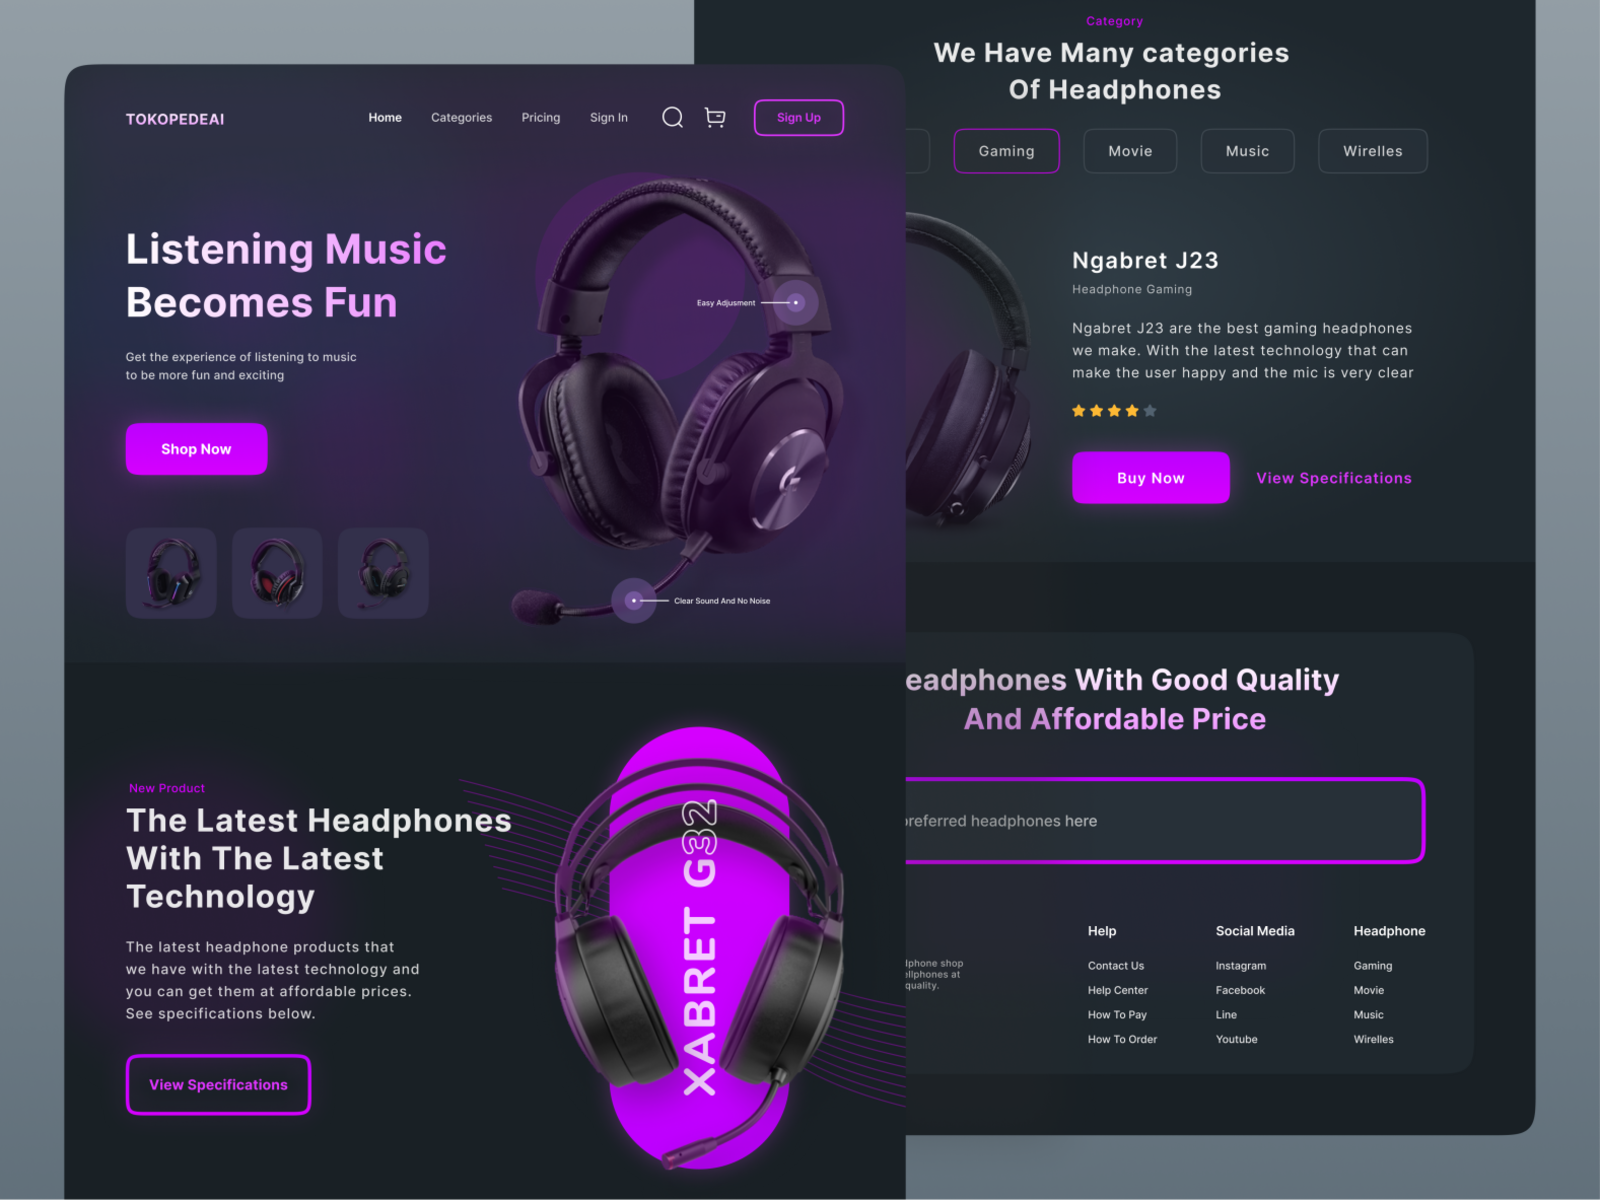 TOKOPEDEAI
Home
Categories
Pricing
Sign In
Sign Up
Listening Music
Becomes Fun
Get the experience of listening to music
to be more fun and exciting
Shop Now
Easy Adjusment
Clear Sound And No Noise
New Product
The Latest Headphones
With The Latest
Technology
The latest headphone products that
we have with the latest technology and
you can get them at affordable prices.
See specifications below.
View Specifications
XABRET G32
Category
We Have Many categories
Of Headphones
Gaming
Movie
Music
Wirelles
Ngabret J23
Headphone Gaming
Ngabret J23 are the best gaming headphones
we make. With the latest technology that can
make the user happy and the mic is very clear
Buy Now
View Specifications
eadphones With Good Quality
And Affordable Price
preferred headphones here
phone shop
llphones at
quality.
Help
Contact Us
Help Center
How To Pay
How To Order
Social Media
Instagram
Facebook
Line
Youtube
Headphone
Gaming
Movie
Music
Wirelles